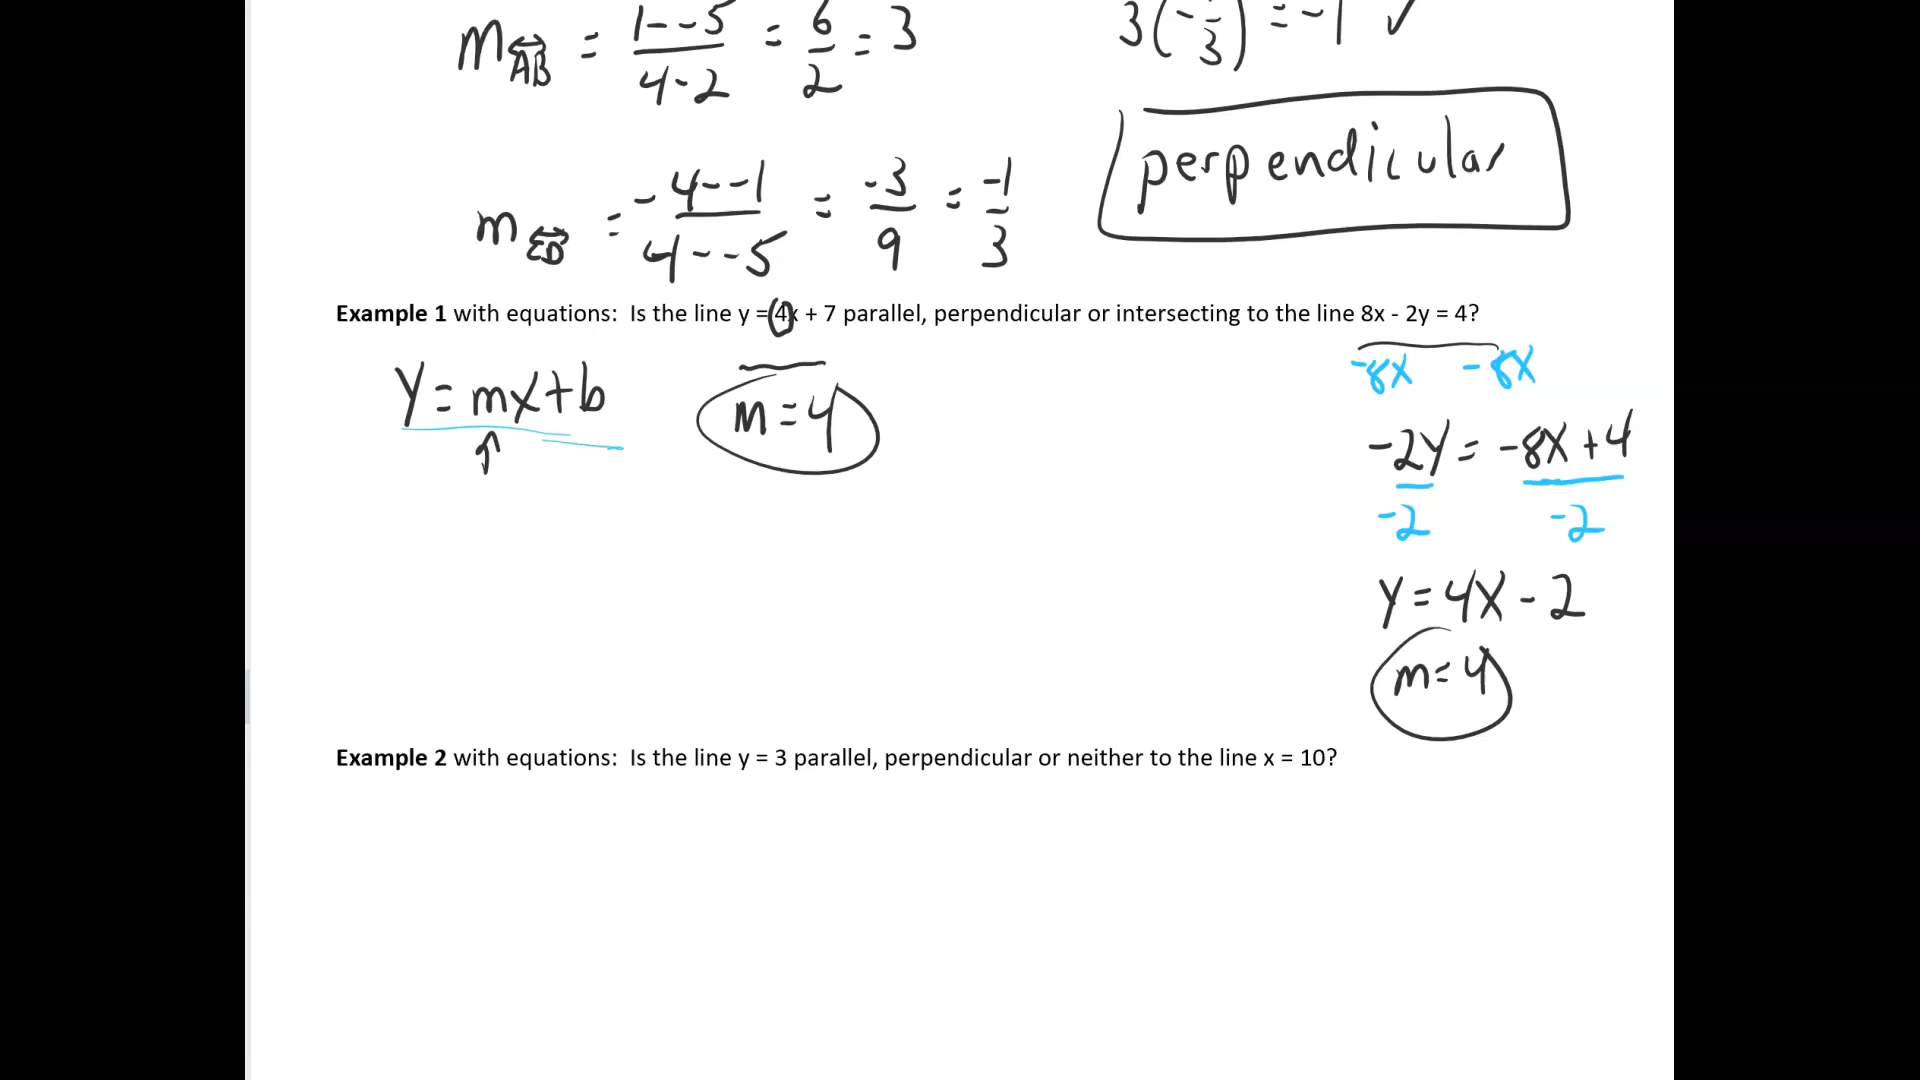 m AB = 1--5 / 4-2 = 6/2 = 3
3(-1/3) = -1 ✓
perpendicular
m ED = -4--1 / 4--5 = -3/9 = -1/3
Example 1 with equations: Is the line y = 4x + 7 parallel, perpendicular or intersecting to the line 8x - 2y = 4?
-8x -8x
y = mx+b
m = 4
-2y = -8x + 4
-2 -2
y = 4x - 2
m = 4
Example 2 with equations: Is the line y = 3 parallel, perpendicular or neither to the line x = 10?